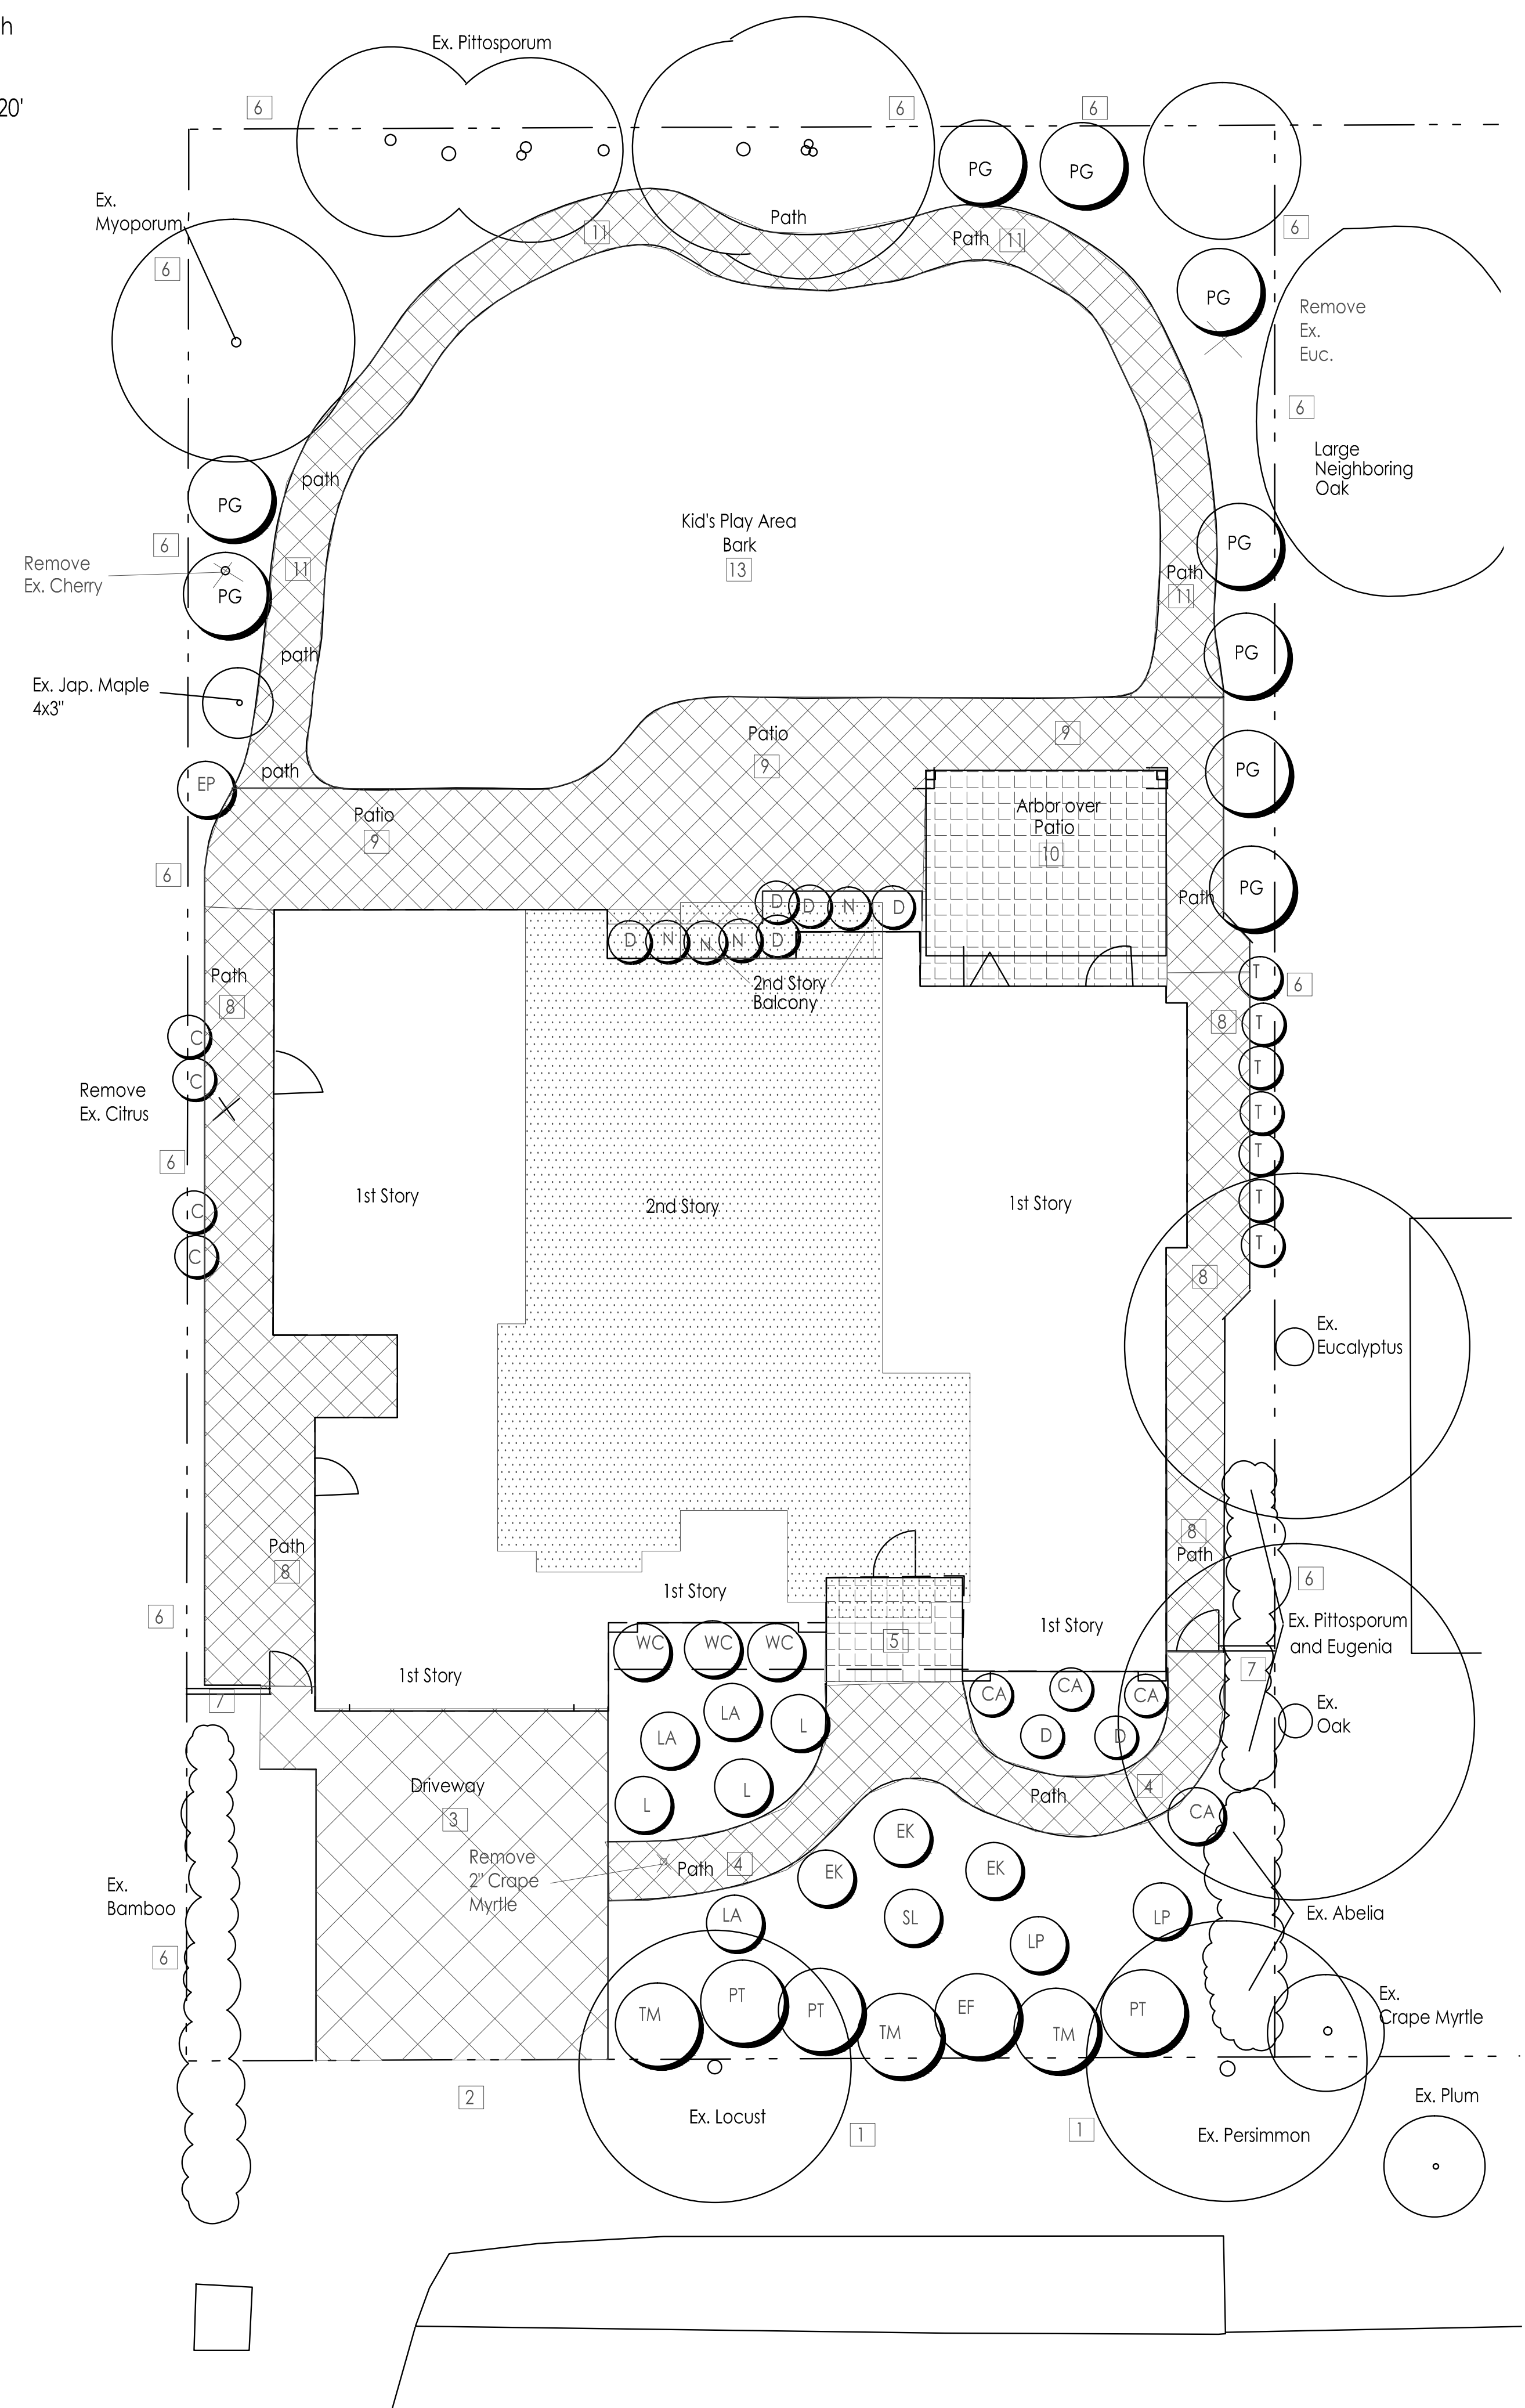 h
20'
Ex. Pittosporum
6
6
6
Ex.
Myoporum
6
PG
PG
11
Path
Path
11
6
PG
Remove
Ex.
Euc.
6
Large
Neighboring
Oak
path
PG
6
Remove
Ex. Cherry
11
PG
Kid's Play Area
Bark
13
PG
Path
11
path
Ex. Jap. Maple
4x3"
PG
Patio
9
9
path
EP
PG
Patio
9
Arbor over
Patio
10
6
Path
PG
D
D
N
D
D
N
N
N
D
2nd Story
Balcony
Path
8
T
6
8
T
C
C
T
Remove
Ex. Citrus
T
6
T
1st Story
2nd Story
1st Story
T
C
T
C
8
Ex.
Eucalyptus
Path
8
8
Path
6
1st Story
6
1st Story
Ex. Pittosporum
and Eugenia
5
WC
WC
WC
1st Story
7
7
CA
CA
CA
LA
LA
L
D
D
Ex.
Oak
Driveway
3
L
L
Path
4
CA
Remove
2" Crape
Myrtle
Path
4
EK
EK
EK
Ex.
Bamboo
LA
SL
LP
LP
Ex. Abelia
6
TM
PT
PT
TM
EF
TM
PT
Ex.
Crape Myrtle
2
Ex. Locust
1
1
Ex. Persimmon
Ex. Plum